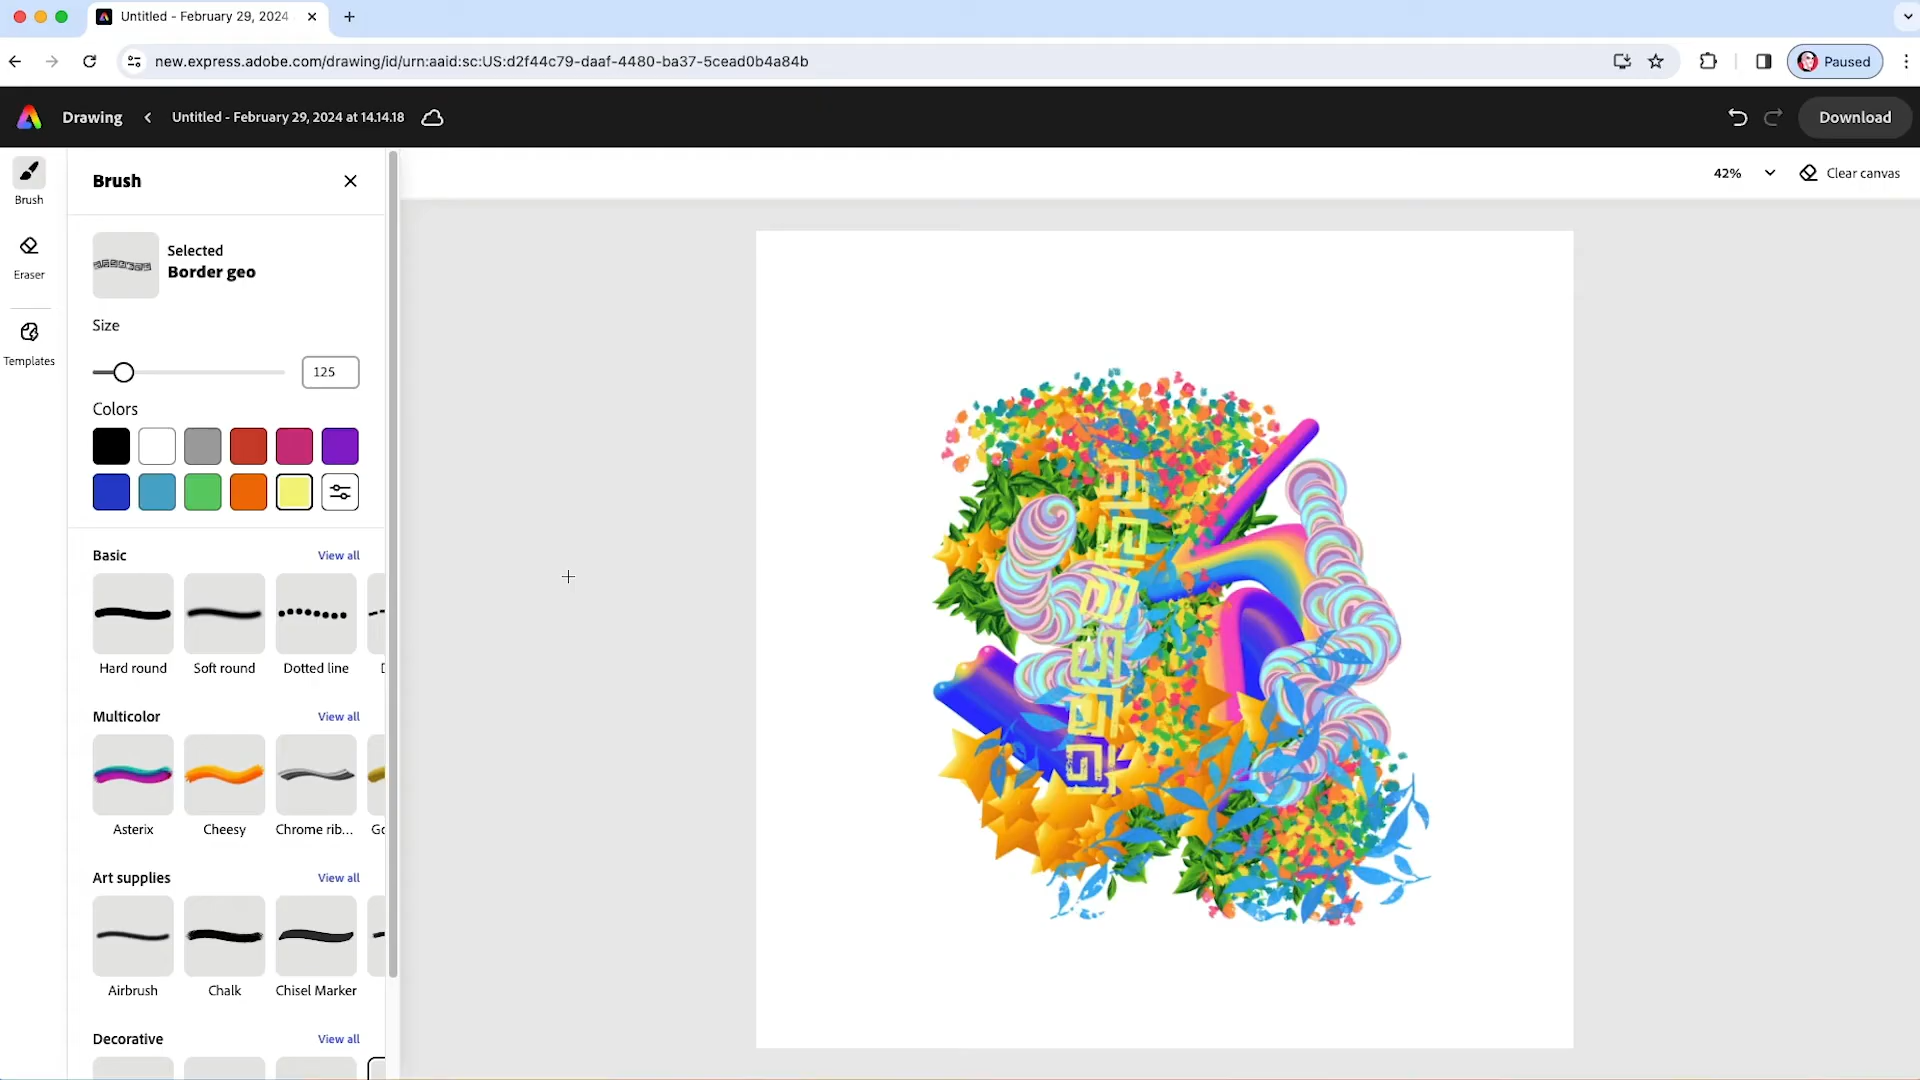 Untitled - February 29, 2024
new.express.adobe.com/drawing/id/urn:aaid:sc:US:d2f44c79-daaf-4480-ba37-5cead0b4a84b
Paused
Drawing
Untitled - February 29, 2024 at 14.14.18
Download
Brush
Eraser
Templates
Brush
42%
Clear canvas
Selected
Border geo
Size
125
Colors
Basic
View all
Hard round
Soft round
Dotted line
Multicolor
View all
Asterix
Cheesy
Chrome rib...
Art supplies
View all
Airbrush
Chalk
Chisel Marker
Decorative
View all